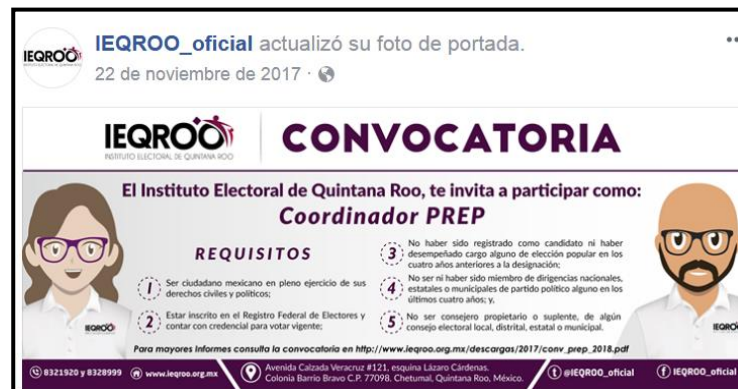 IEQROO
IEQROO_oficial actualizó su foto de portada.
22 de noviembre de 2017
IEQROO
INSTITUTO ELECTORAL DE QUINTANA ROO
CONVOCATORIA
El Instituto Electoral de Quintana Roo, te invita a participar como:
Coordinador PREP
REQUISITOS
1 Ser ciudadano mexicano en pleno ejercicio de sus
derechos civiles y políticos;
2 Estar inscrito en el Registro Federal de Electores y
contar con credencial para votar vigente;
3 No haber sido registrado como candidato ni haber
desempeñado cargo alguno de elección popular en los
cuatro años anteriores a la designación;
4 No ser ni haber sido miembro de dirigencias nacionales,
estatales o municipales de partido político alguno en los
últimos cuatro años; y,
5 No ser consejero propietario o suplente, de algún
consejo electoral local, distrital, estatal o municipal.
IEQROO
IEQROO
Para mayores Informes consulta la convocatoria en http://www.ieqroo.org.mx/descargas/2017/conv_prep_2018.pdf
8321920 y 8328999
www.ieqroo.org.mx
Avenida Calzada Veracruz #121, esquina Lázaro Cárdenas.
Colonia Barrio Bravo C.P. 77098. Chetumal, Quintana Roo, México.
@IEQROO_oficial
IEQROO_oficial